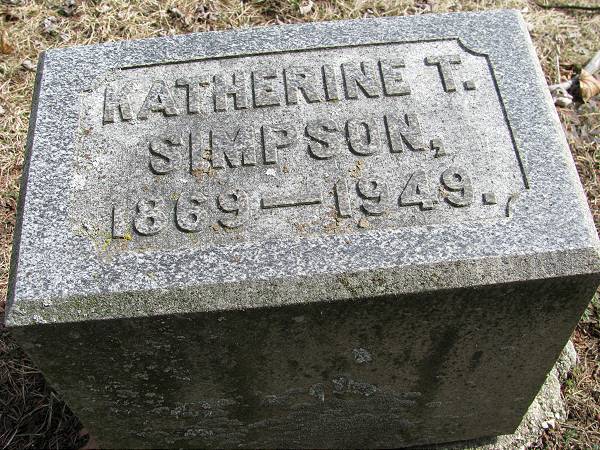 KATHERINE T.
SIMPSON,
1869—1949.